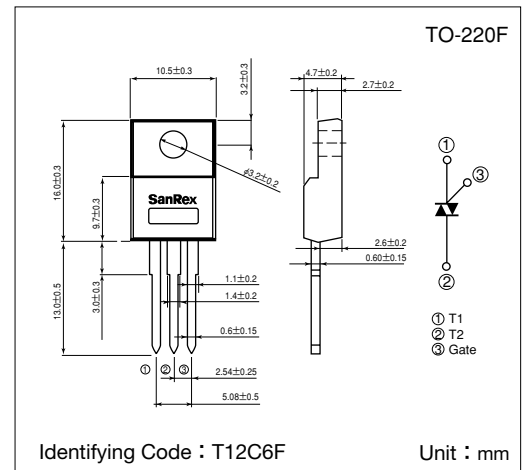 TO-220F
10.5±0.3
3.2±0.3
4.7±0.2
2.7±0.2
16.0±0.3
9.7±0.3
φ3.2±0.2
SanRex
①
③
②
13.0±0.5
3.0±0.3
1.1±0.2
1.4±0.2
0.6±0.15
2.6±0.2
0.60±0.15
① ② ③
2.54±0.25
5.08±0.5
① T1
② T2
③ Gate
Identifying Code：T12C6F
Unit：mm